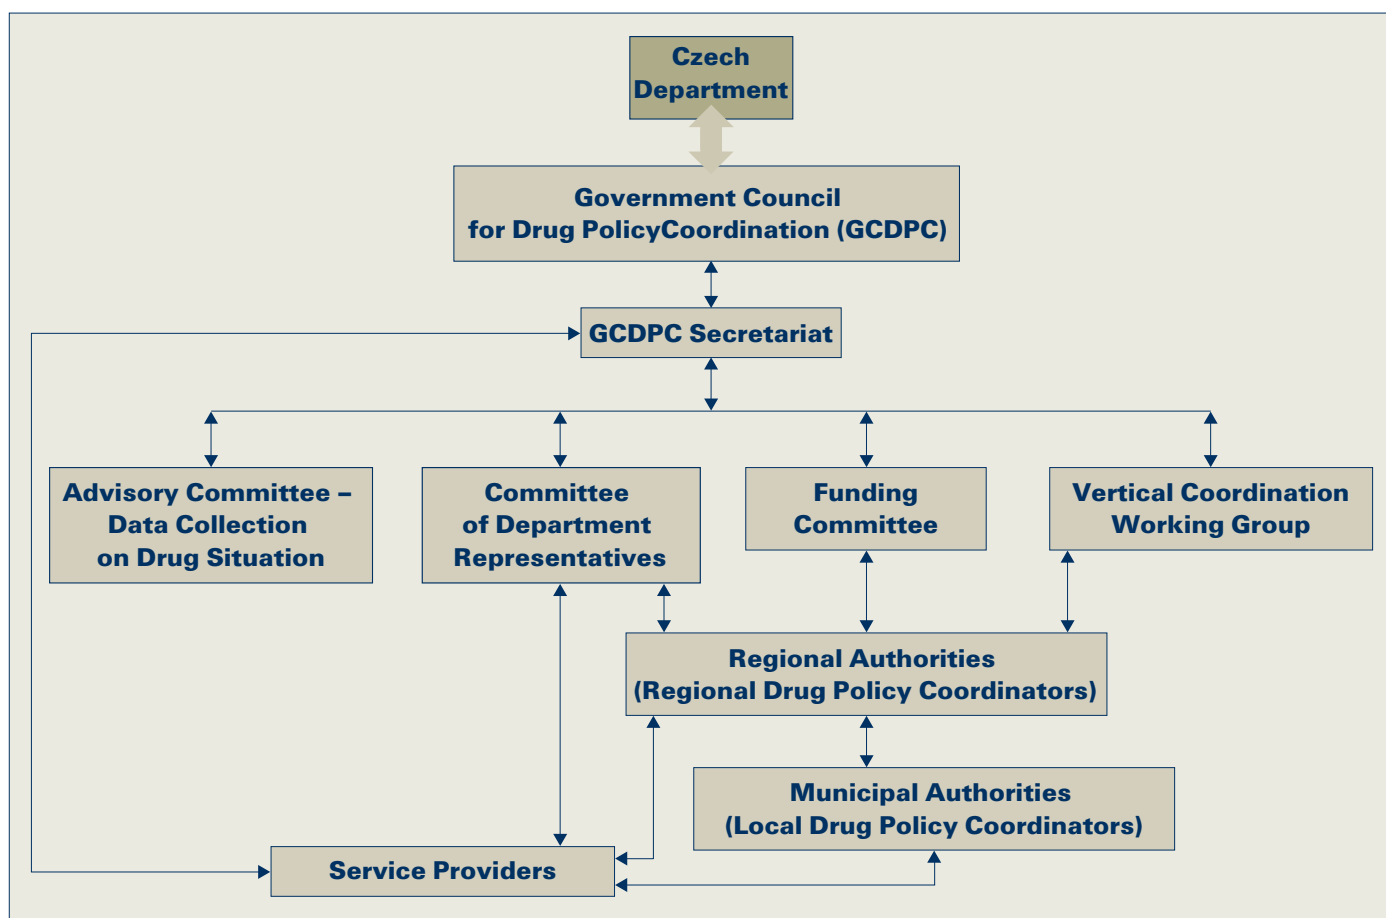 Czech
Department
Government Council
for Drug PolicyCoordination (GCDPC)
GCDPC Secretariat
Advisory Committee –
Data Collection
on Drug Situation
Committee
of Department
Representatives
Funding
Committee
Vertical Coordination
Working Group
Regional Authorities
(Regional Drug Policy Coordinators)
Municipal Authorities
(Local Drug Policy Coordinators)
Service Providers